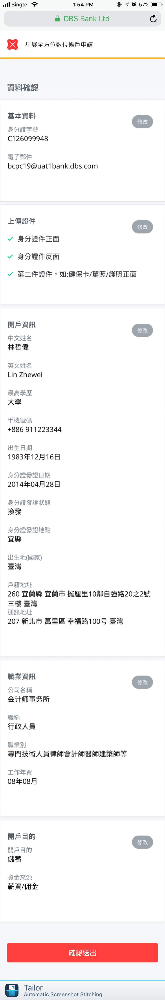 Singtel 1:54 PM 57%
DBS Bank Ltd
星展全方位數位帳戶申請
資料確認
基本資料
修改
身分證字號
C126099948
電子郵件
bcpc19@uat1bank.dbs.com
上傳證件
修改
身分證件正面
身分證件反面
第二件證件，如:健保卡/駕照/護照正面
開戶資訊
修改
中文姓名
林哲偉
英文姓名
Lin Zhewei
最高學歷
大學
手機號碼
+886 911223344
出生日期
1983年12月16日
身分證發證日期
2014年04月28日
身分證發證狀態
換發
身分證發證地點
宜縣
出生地(國家)
臺灣
戶籍地址
260 宜蘭縣 宜蘭市 擺厘里10鄰自強路20之2號
三樓 臺灣
通訊地址
207 新北市 萬里區 幸福路100号 臺灣
職業資訊
修改
公司名稱
会计师事务所
職稱
行政人員
職業別
專門技術人員律師會計師醫師建築師等
工作年資
08年08月
開戶目的
修改
開戶目的
儲蓄
資金來源
薪資/佣金
確認送出
Tailor
Automatic Screenshot Stitching